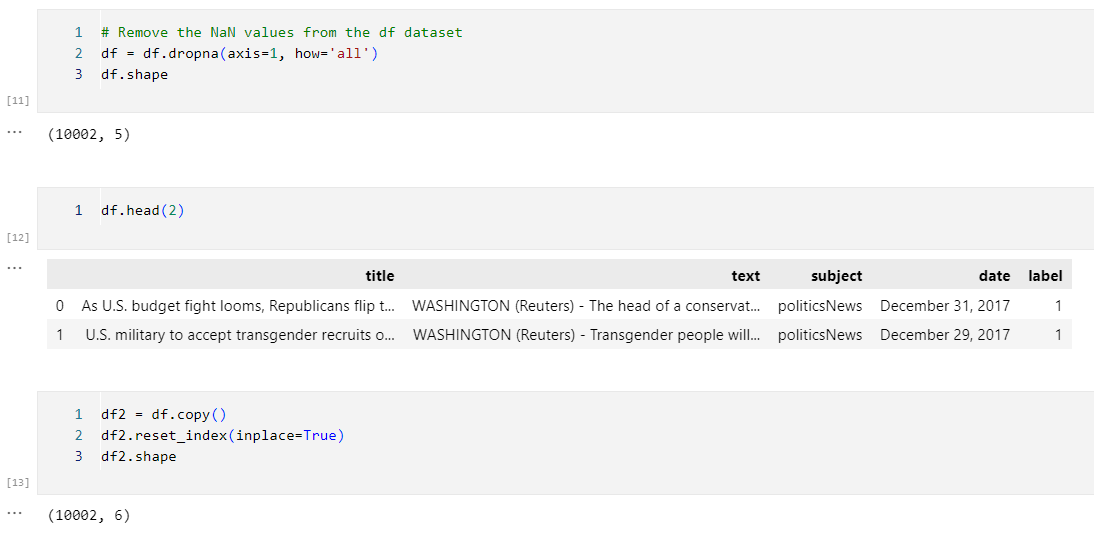 1 # Remove the NaN values from the df dataset
2 df = df.dropna(axis=1, how='all')
3 df.shape
[11]
... (10002, 5)
1 df.head(2)
[12]
...
title text subject date label
0 As U.S. budget fight looms, Republicans flip t... WASHINGTON (Reuters) - The head of a conservat... politicsNews December 31, 2017 1
1 U.S. military to accept transgender recruits o... WASHINGTON (Reuters) - Transgender people will... politicsNews December 29, 2017 1
1 df2 = df.copy()
2 df2.reset_index(inplace=True)
3 df2.shape
[13]
... (10002, 6)